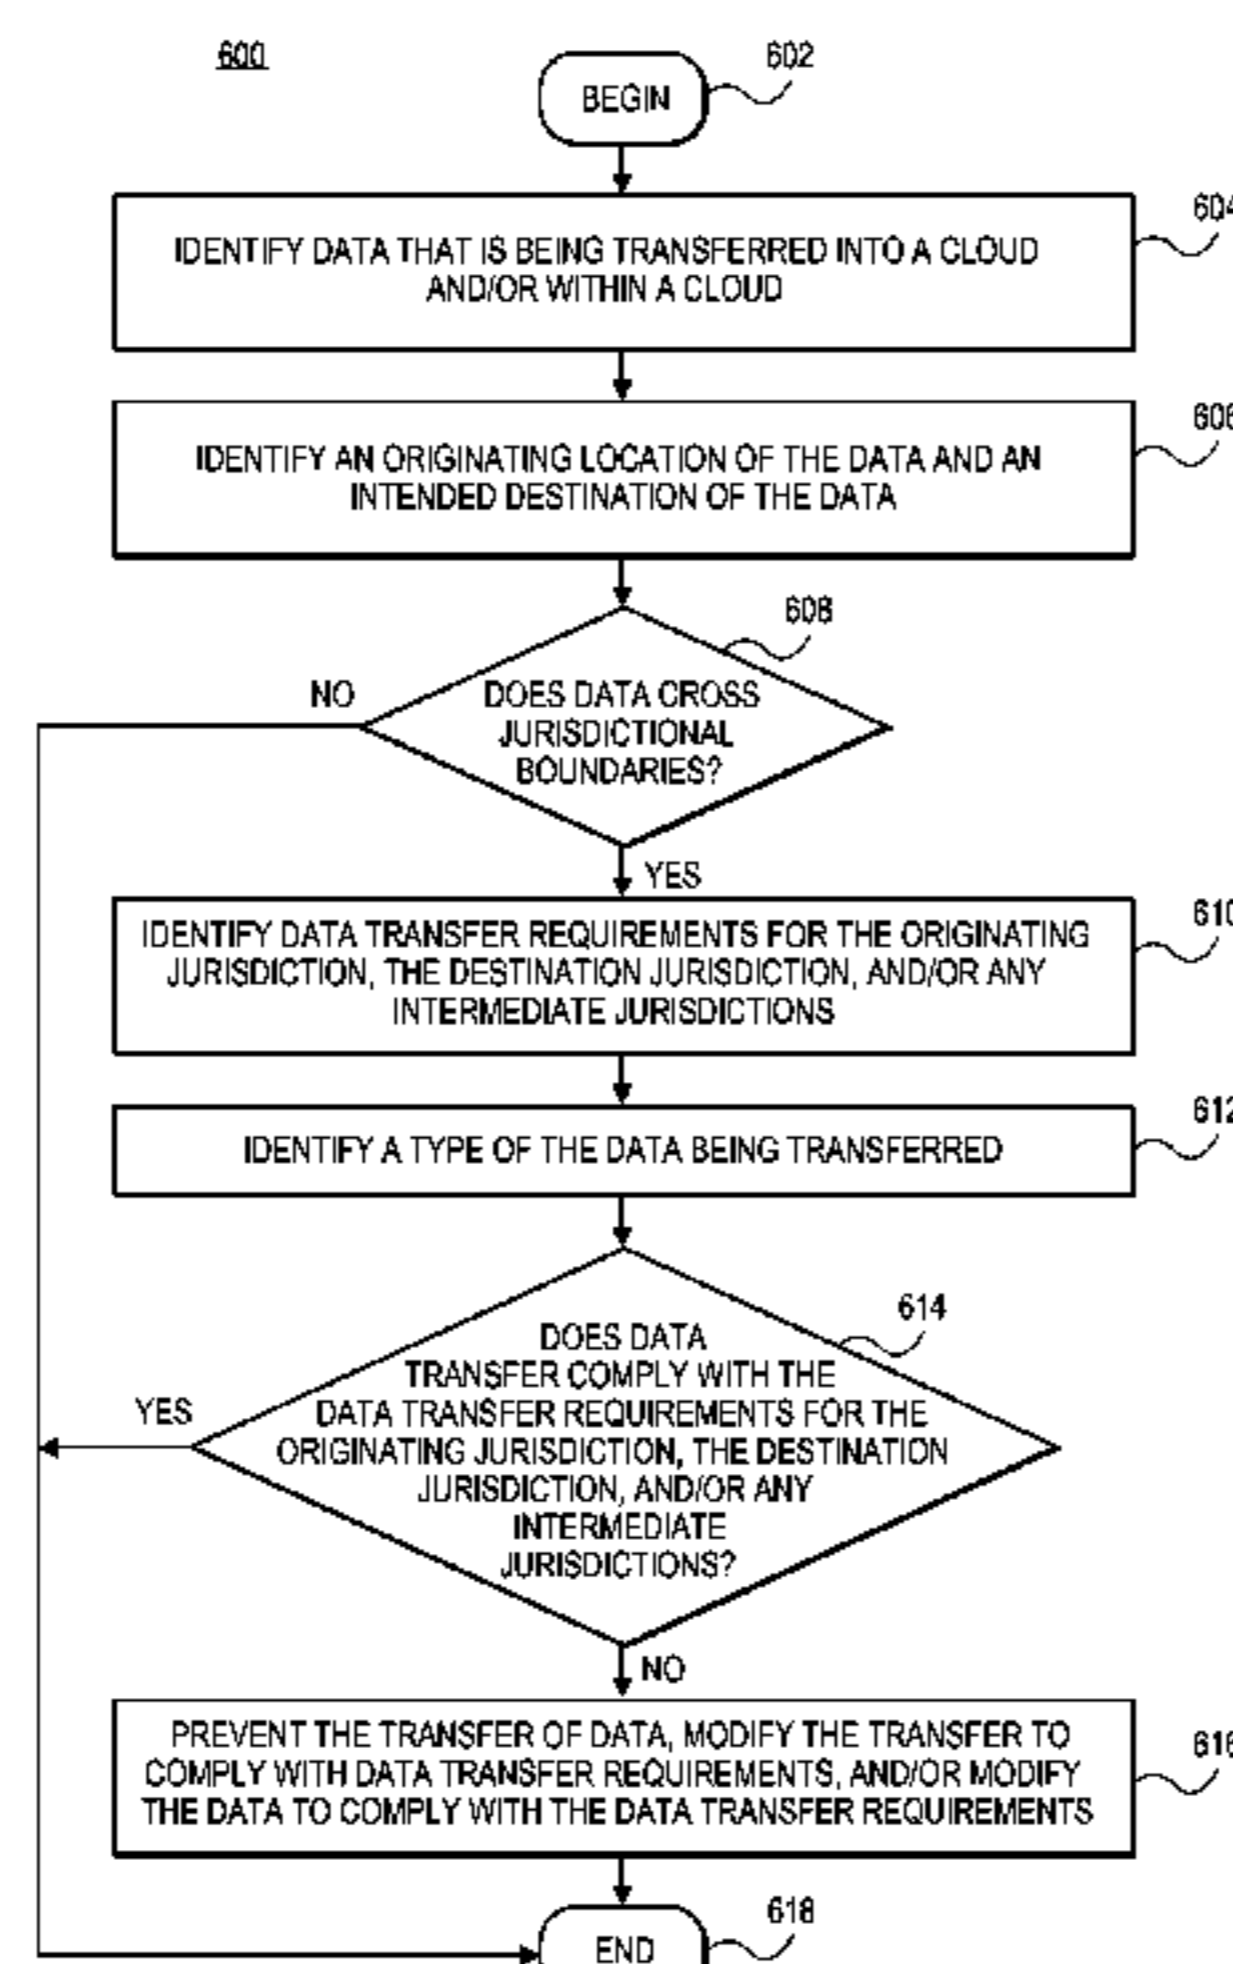 600
602
BEGIN
604
IDENTIFY DATA THAT IS BEING TRANSFERRED INTO A CLOUD
AND/OR WITHIN A CLOUD
606
IDENTIFY AN ORIGINATING LOCATION OF THE DATA AND AN
INTENDED DESTINATION OF THE DATA
608
NO
DOES DATA CROSS
JURISDICTIONAL
BOUNDARIES?
YES
610
IDENTIFY DATA TRANSFER REQUIREMENTS FOR THE ORIGINATING
JURISDICTION, THE DESTINATION JURISDICTION, AND/OR ANY
INTERMEDIATE JURISDICTIONS
612
IDENTIFY A TYPE OF THE DATA BEING TRANSFERRED
614
DOES DATA
TRANSFER COMPLY WITH THE
YES
DATA TRANSFER REQUIREMENTS FOR THE
ORIGINATING JURISDICTION, THE DESTINATION
JURISDICTION, AND/OR ANY
INTERMEDIATE
JURISDICTIONS?
NO
616
PREVENT THE TRANSFER OF DATA, MODIFY THE TRANSFER TO
COMPLY WITH DATA TRANSFER REQUIREMENTS, AND/OR MODIFY
THE DATA TO COMPLY WITH THE DATA TRANSFER REQUIREMENTS
618
END